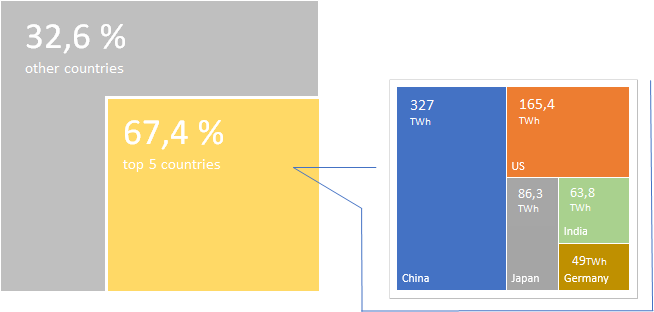 32,6 %
other countries
67,4 %
top 5 countries
327
TWh
China
165,4
TWh
US
86,3
TWh
Japan
63,8
TWh
India
49TWh
Germany